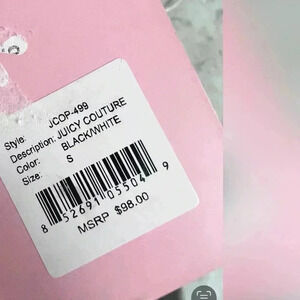 Style: JCOP-499
Description: JUICY COUTURE
Color: BLACK/WHITE
Size: S
8 52691 05504 9
MSRP $98.00